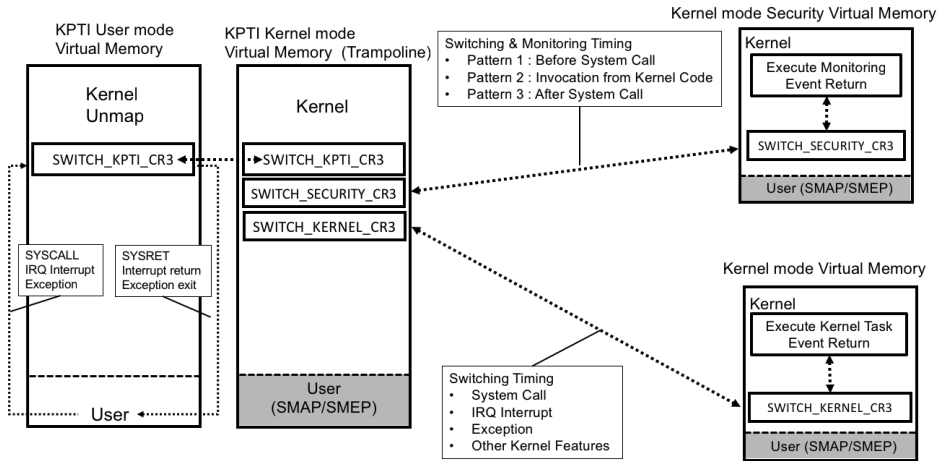 KPTI User mode
Virtual Memory
Kernel
Unmap
SWITCH_KPTI_CR3
SYSCALL
IRQ Interrupt
Exception
SYSRET
Interrupt return
Exception exit
User
KPTI Kernel mode
Virtual Memory (Trampoline)
Kernel
SWITCH_KPTI_CR3
SWITCH_SECURITY_CR3
SWITCH_KERNEL_CR3
User
(SMAP/SMEP)
Switching & Monitoring Timing
• Pattern 1 : Before System Call
• Pattern 2 : Invocation from Kernel Code
• Pattern 3 : After System Call
Switching Timing
• System Call
• IRQ Interrupt
• Exception
• Other Kernel Features
Kernel mode Security Virtual Memory
Kernel
Execute Monitoring
Event Return
SWITCH_SECURITY_CR3
User (SMAP/SMEP)
Kernel mode Virtual Memory
Kernel
Execute Kernel Task
Event Return
SWITCH_KERNEL_CR3
User (SMAP/SMEP)